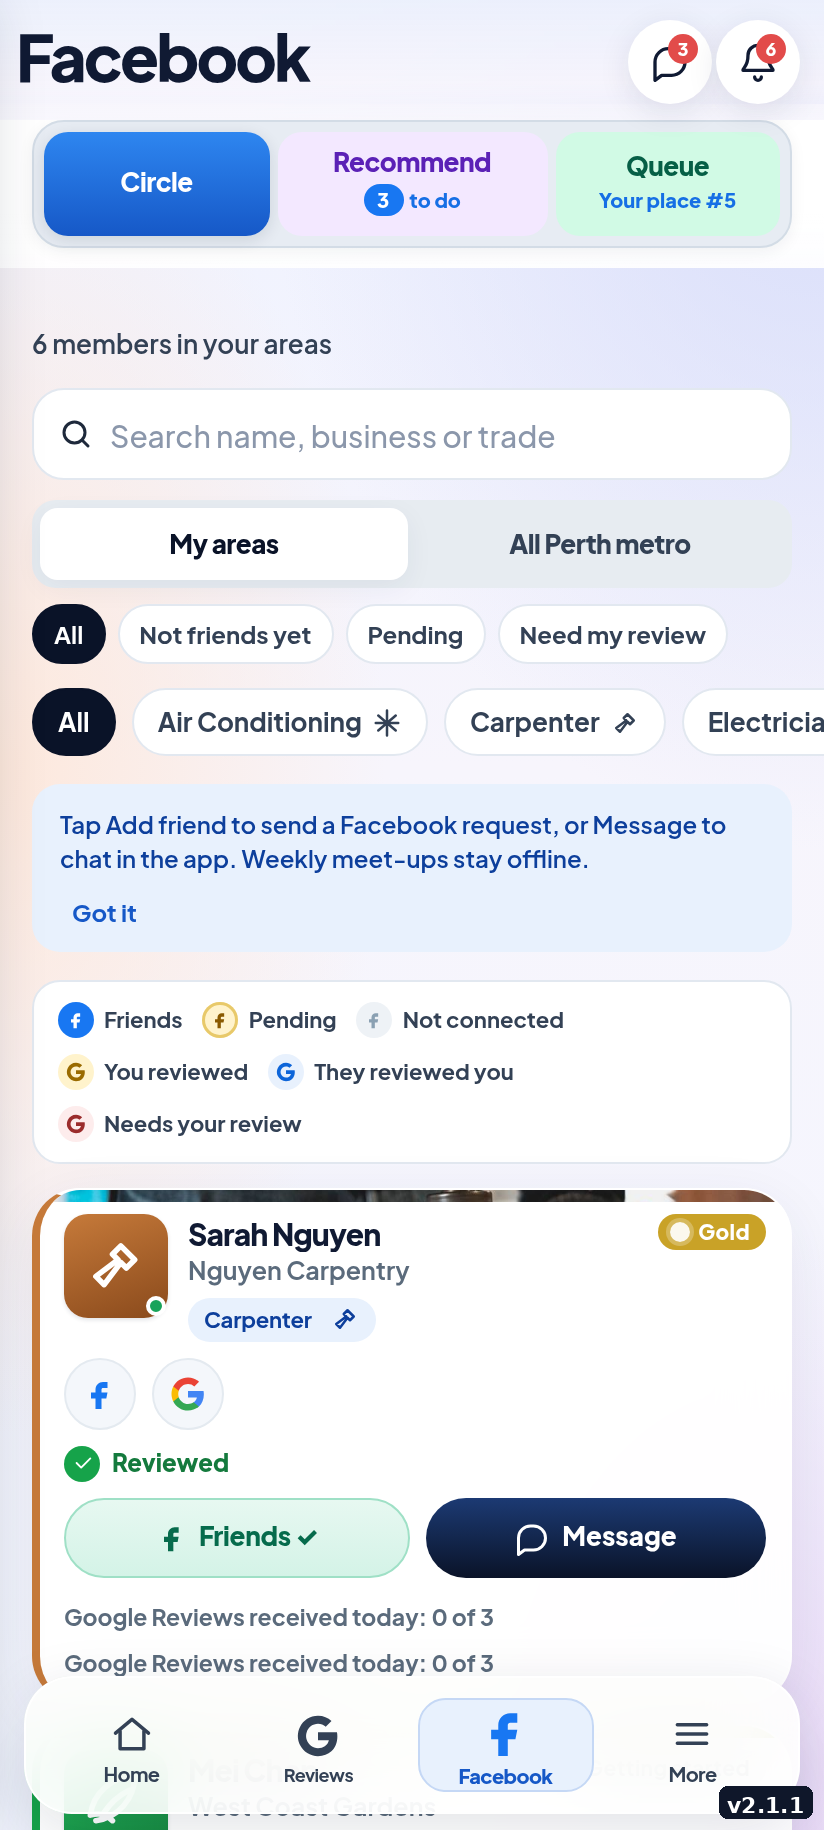 Facebook
3
6
Circle
Recommend
3 to do
Queue
Your place #5
6 members in your areas
Search name, business or trade
My areas
All Perth metro
All
Not friends yet
Pending
Need my review
All
Air Conditioning
Carpenter
Electricia
Tap Add friend to send a Facebook request, or Message to
chat in the app. Weekly meet-ups stay offline.
Got it
Friends
Pending
Not connected
You reviewed
They reviewed you
Needs your review
Sarah Nguyen
Gold
Nguyen Carpentry
Carpenter
Reviewed
Friends ✓
Message
Google Reviews received today: 0 of 3
Google Reviews received today: 0 of 3
Home
Reviews
Facebook
More
West Coast Gardens
v2.1.1